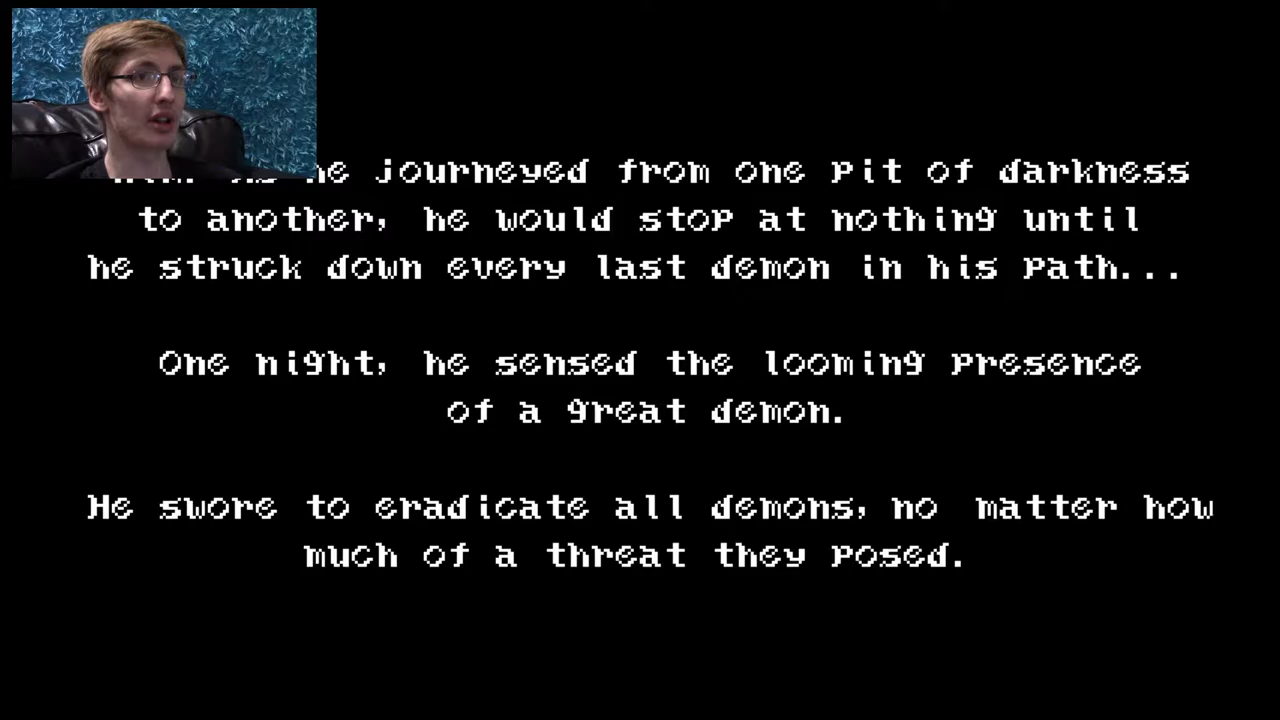 he journeyed from one pit of darkness
to another, he would stop at nothing until
he struck down every last demon in his path...
One night, he sensed the looming presence
of a great demon.
He swore to eradicate all demons, no matter how
much of a threat they posed.